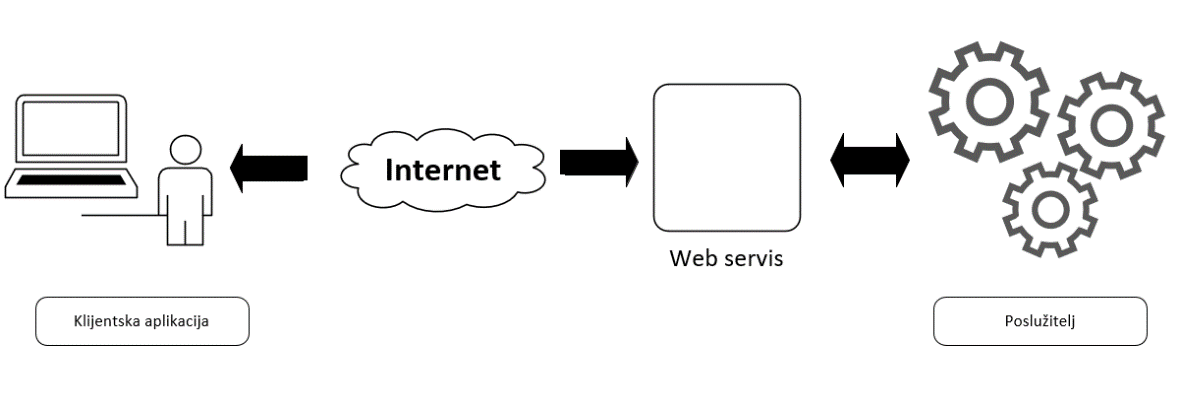 Internet
Web servis
Klijentska aplikacija
Poslužitelj